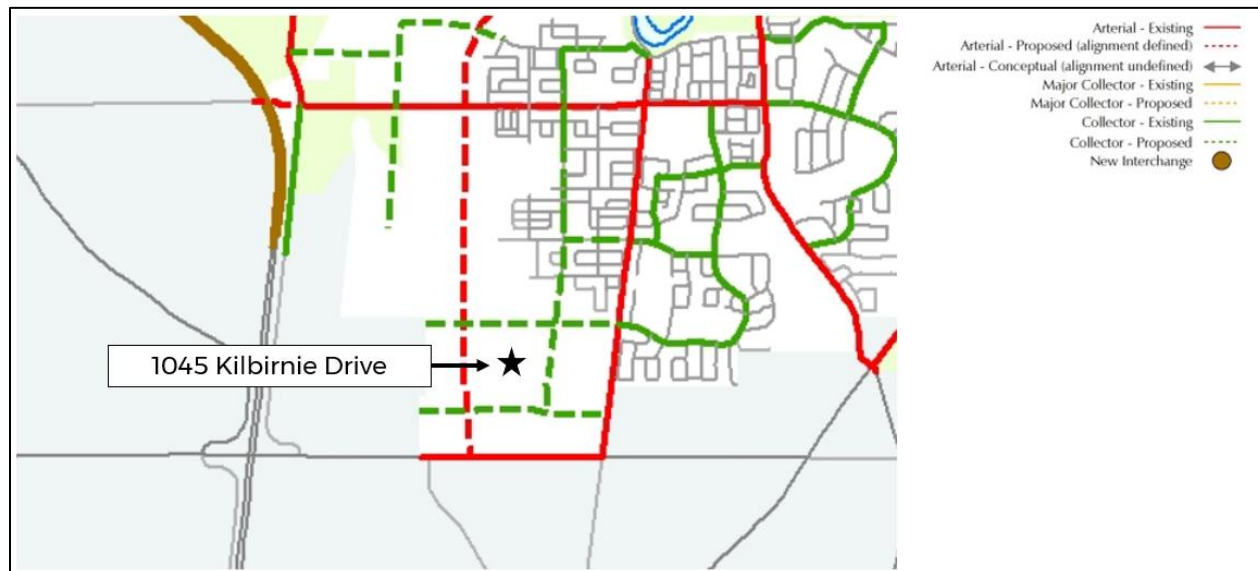 Arterial - Existing
Arterial - Proposed (alignment defined)
Arterial - Conceptual (alignment undefined)
Major Collector - Existing
Major Collector - Proposed
Collector - Existing
Collector - Proposed
New Interchange
1045 Kilbirnie Drive